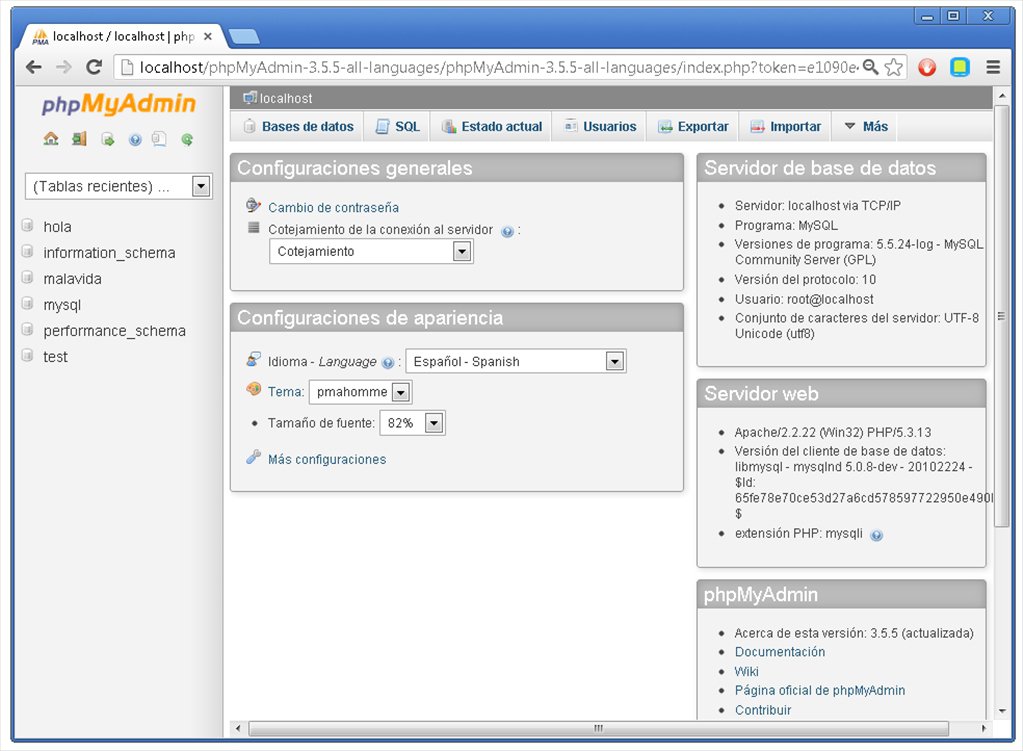 localhost / localhost | php
localhost/phpMyAdmin-3.5.5-all-languages/phpMyAdmin-3.5.5-all-languages/index.php?token=e1090e
phpMyAdmin
(Tablas recientes) ...
hola
information_schema
malavida
mysql
performance_schema
test
localhost
Bases de datos
SQL
Estado actual
Usuarios
Exportar
Importar
Más
Configuraciones generales
Cambio de contraseña
Cotejamiento de la conexión al servidor :
Cotejamiento
Configuraciones de apariencia
Idioma - Language : Español - Spanish
Tema: pmahomme
Tamaño de fuente: 82%
Más configuraciones
Servidor de base de datos
Servidor: localhost via TCP/IP
Programa: MySQL
Versiones de programa: 5.5.24-log - MySQL
Community Server (GPL)
Versión del protocolo: 10
Usuario: root@localhost
Conjunto de caracteres del servidor: UTF-8
Unicode (utf8)
Servidor web
Apache/2.2.22 (Win32) PHP/5.3.13
Versión del cliente de base de datos:
libmysql - mysqlnd 5.0.8-dev - 20102224 -
$Id:
65fe78e70ce53d27a6cd578597722950e490
$
extensión PHP: mysqli
phpMyAdmin
Acerca de esta versión: 3.5.5 (actualizada)
Documentación
Wiki
Página oficial de phpMyAdmin
Contribuir